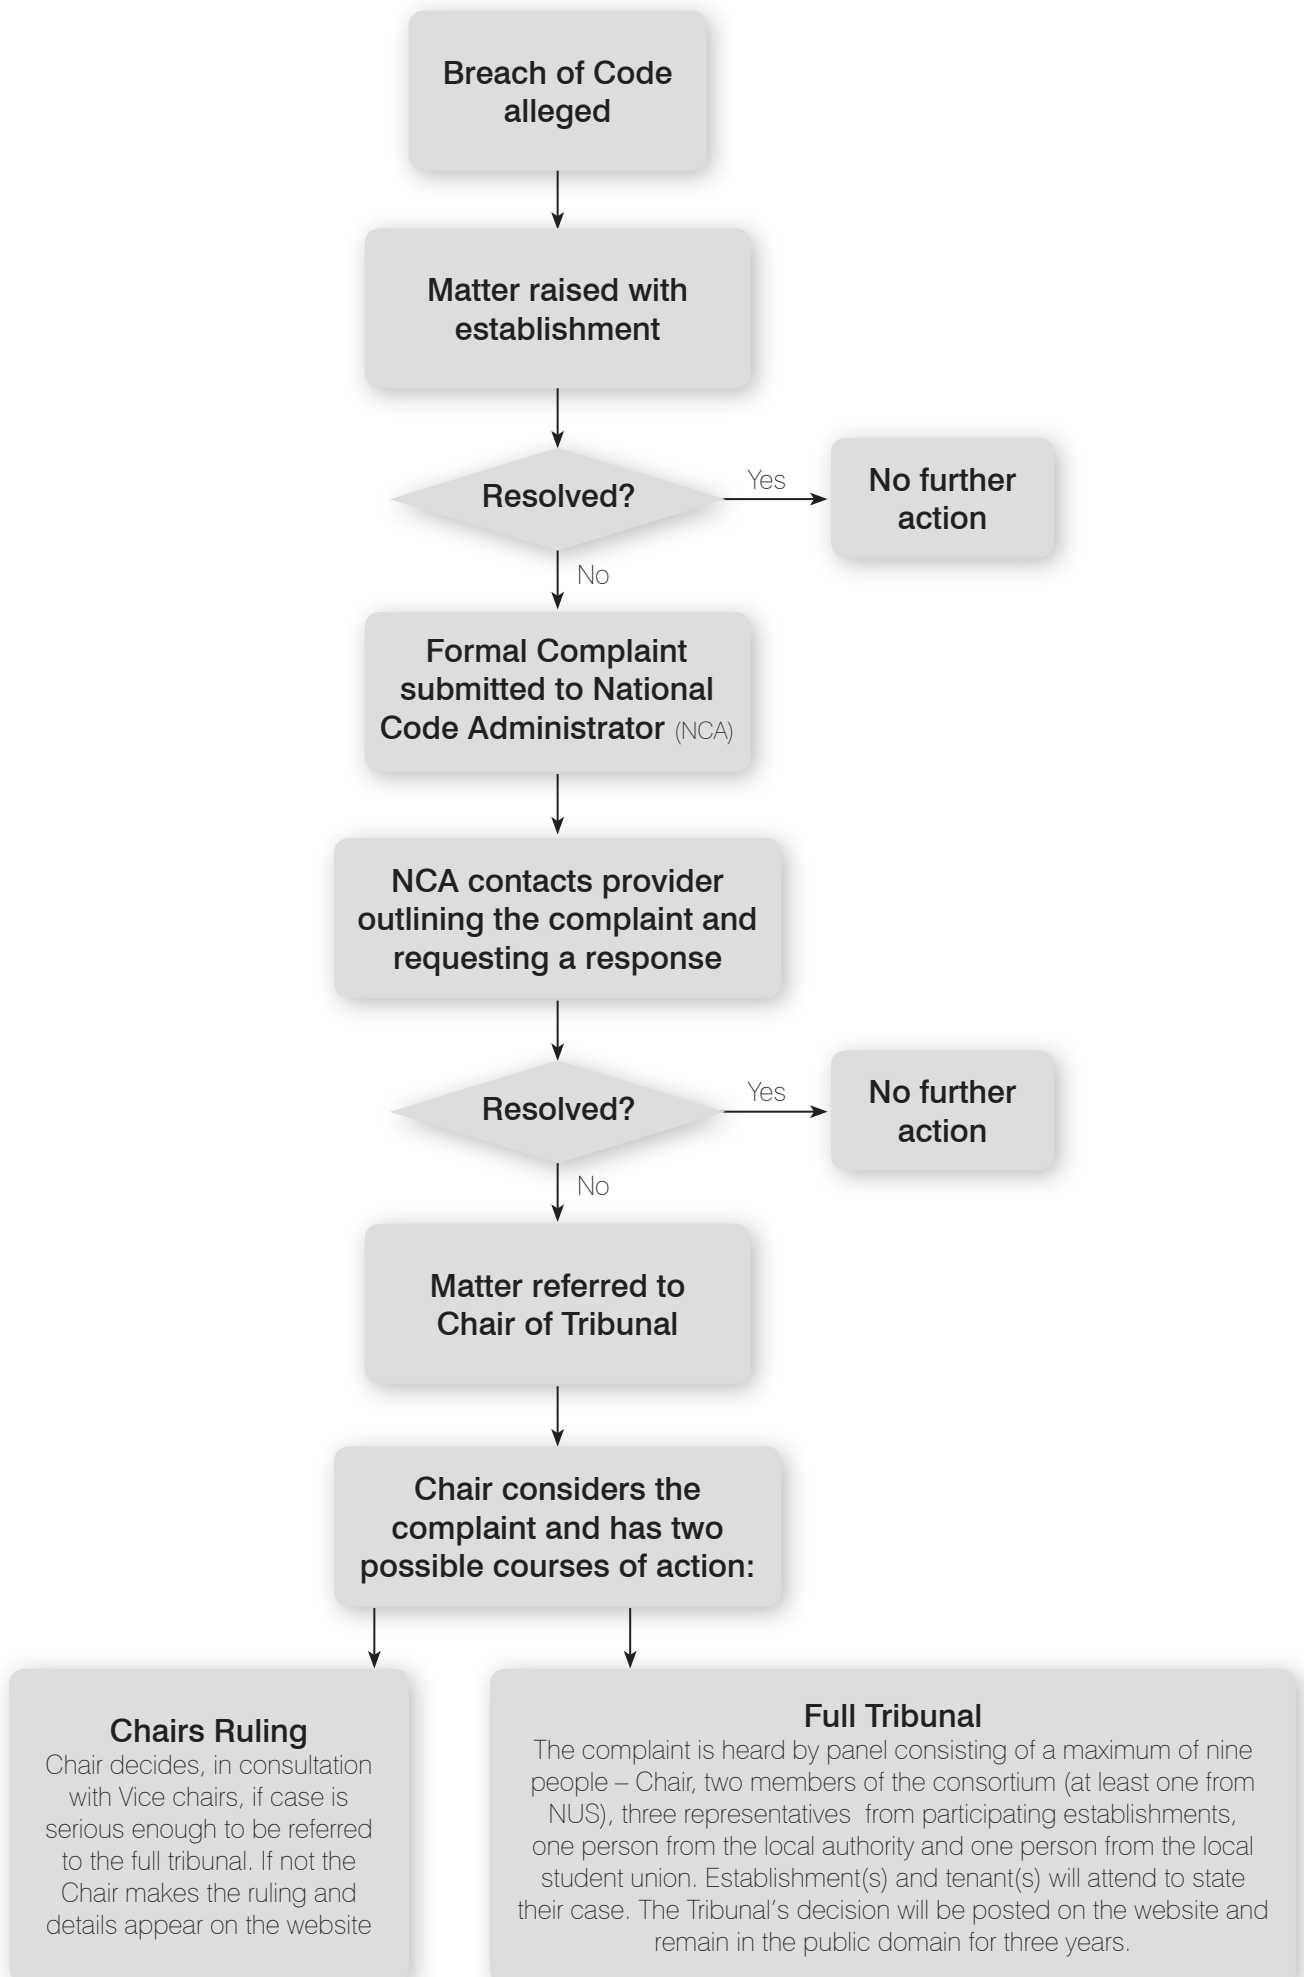 Breach of Code
alleged
Matter raised with
establishment
Resolved?
Yes
No further
action
No
Formal Complaint
submitted to National
Code Administrator (NCA)
NCA contacts provider
outlining the complaint and
requesting a response
Resolved?
Yes
No further
action
No
Matter referred to
Chair of Tribunal
Chair considers the
complaint and has two
possible courses of action:
Chairs Ruling
Chair decides, in consultation
with Vice chairs, if case is
serious enough to be referred
to the full tribunal. If not the
Chair makes the ruling and
details appear on the website
Full Tribunal
The complaint is heard by panel consisting of a maximum of nine
people – Chair, two members of the consortium (at least one from
NUS), three representatives from participating establishments,
one person from the local authority and one person from the local
student union. Establishment(s) and tenant(s) will attend to state
their case. The Tribunal’s decision will be posted on the website and
remain in the public domain for three years.